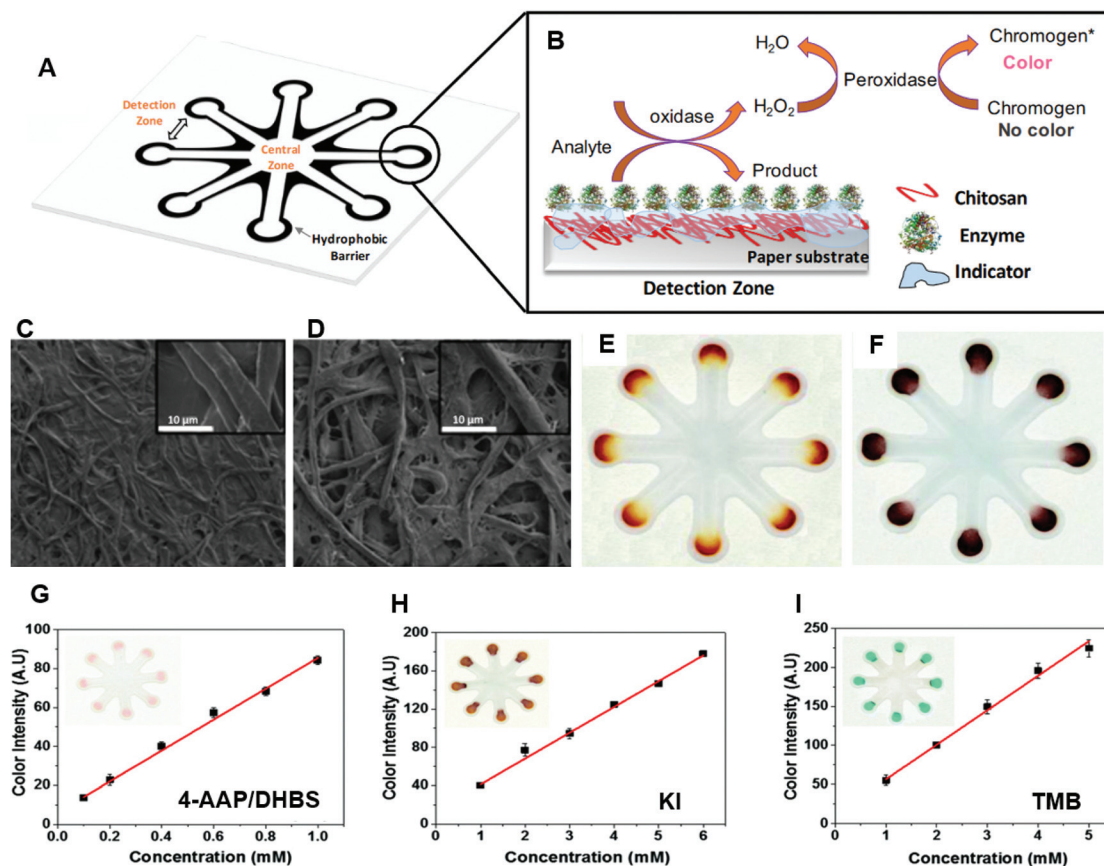 A
Detection
Zone
Central
Zone
Hydrophobic
Barrier
B
H₂O
Chromogen*
Color
Peroxidase
oxidase
H₂O₂
Chromogen
No color
Analyte
Product
Chitosan
Enzyme
Indicator
Paper substrate
Detection Zone
C
10 µm
D
10 µm
E
F
G
Color Intensity (A.U)
100
80
60
40
20
0
0.0 0.2 0.4 0.6 0.8 1.0
4-AAP/DHBS
Concentration (mM)
H
Color Intensity (A.U)
200
160
120
80
40
0
1 2 3 4 5 6
KI
Concentration (mM)
I
Color Intensity (A.U)
250
200
150
100
50
0
1 2 3 4 5
TMB
Concentration (mM)